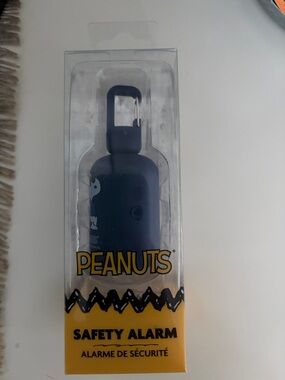 PEANUTS
SAFETY ALARM
ALARME DE SÉCURITÉ